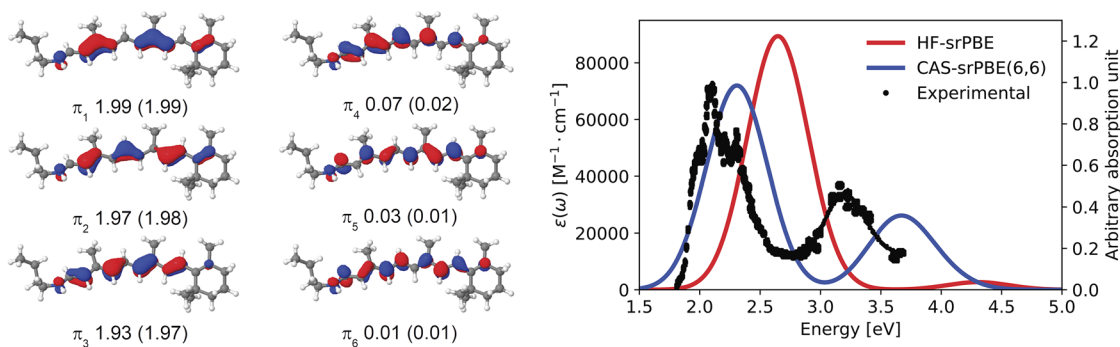 π1 1.99 (1.99)
π4 0.07 (0.02)
π2 1.97 (1.98)
π5 0.03 (0.01)
π3 1.93 (1.97)
π6 0.01 (0.01)
HF-srPBE
CAS-srPBE(6,6)
Experimental
ε(ω) [M⁻¹·cm⁻¹]
80000
60000
40000
20000
0
1.5 2.0 2.5 3.0 3.5 4.0 4.5 5.0
Energy [eV]
1.2
1.0
0.8
0.6
0.4
0.2
0.0
Arbitrary absorption unit